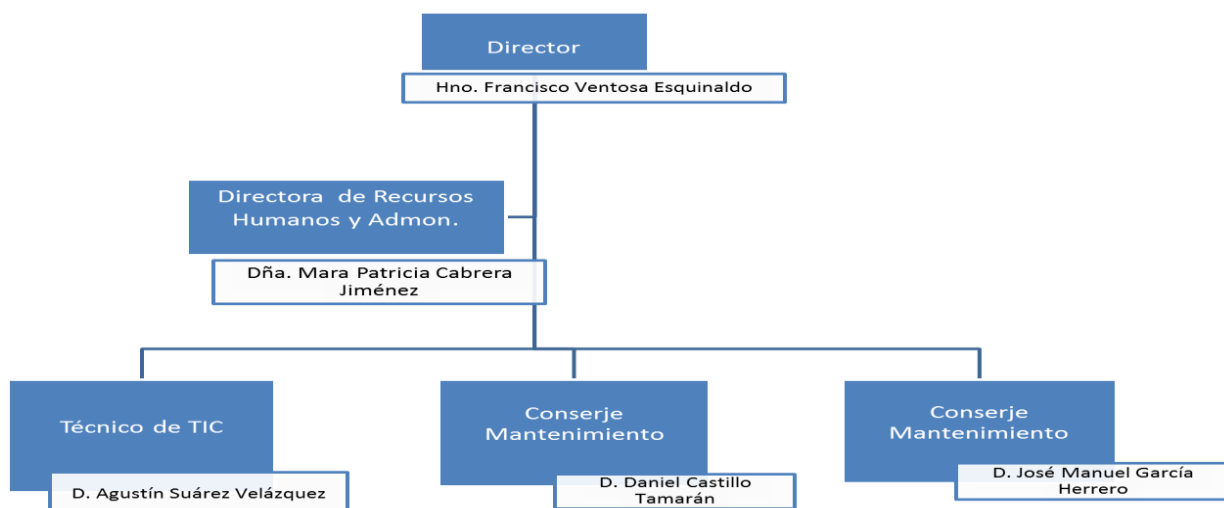 Director
Hno. Francisco Ventosa Esquinaldo
Directora de Recursos
Humanos y Admon.
Dña. Mara Patricia Cabrera
Jiménez
Técnico de TIC
D. Agustín Suárez Velázquez
Conserje
Mantenimiento
D. Daniel Castillo
Tamarán
Conserje
Mantenimiento
D. José Manuel García
Herrero